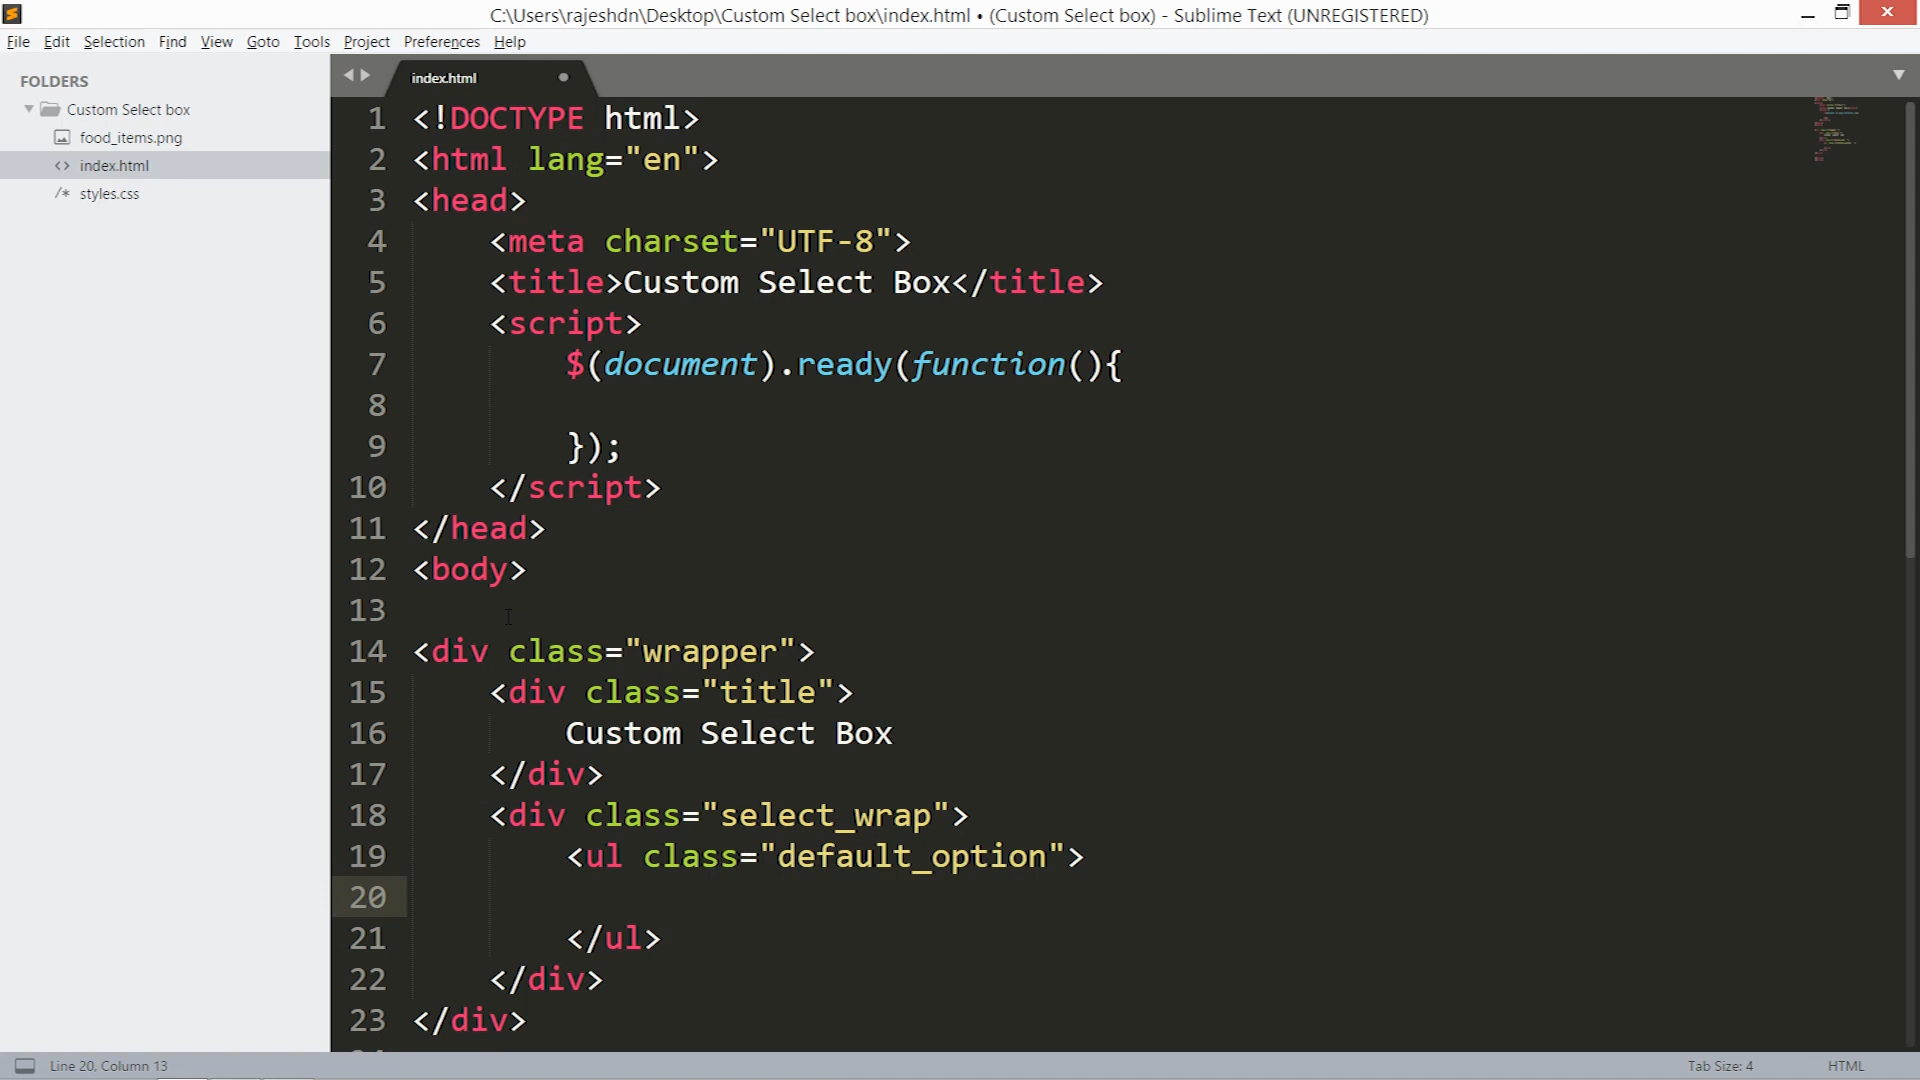 C:\Users\rajeshdn\Desktop\Custom Select box\index.html • (Custom Select box) - Sublime Text (UNREGISTERED)
File Edit Selection Find View Goto Tools Project Preferences Help
FOLDERS
Custom Select box
food_items.png
index.html
/* styles.css
index.html
1 <!DOCTYPE html>
2 <html lang="en">
3 <head>
4 <meta charset="UTF-8">
5 <title>Custom Select Box</title>
6 <script>
7 $(document).ready(function(){
8
9 });
10 </script>
11 </head>
12 <body>
13
14 <div class="wrapper">
15 <div class="title">
16 Custom Select Box
17 </div>
18 <div class="select_wrap">
19 <ul class="default_option">
20
21 </ul>
22 </div>
23 </div>
Line 20, Column 13
Tab Size: 4
HTML